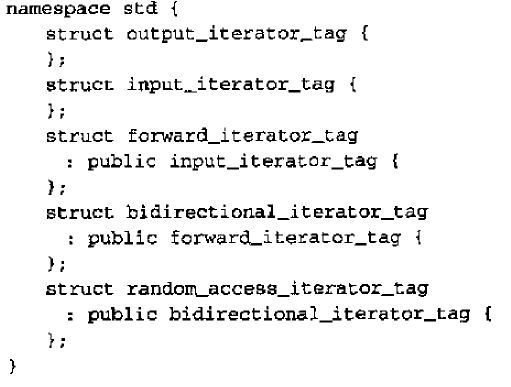 namespace std {
    struct output_iterator_tag {
    };
    struct input_iterator_tag {
    };
    struct forward_iterator_tag
      : public input_iterator_tag {
    };
    struct bidirectional_iterator_tag
      : public forward_iterator_tag {
    };
    struct random_access_iterator_tag
      : public bidirectional_iterator_tag {
    };
}